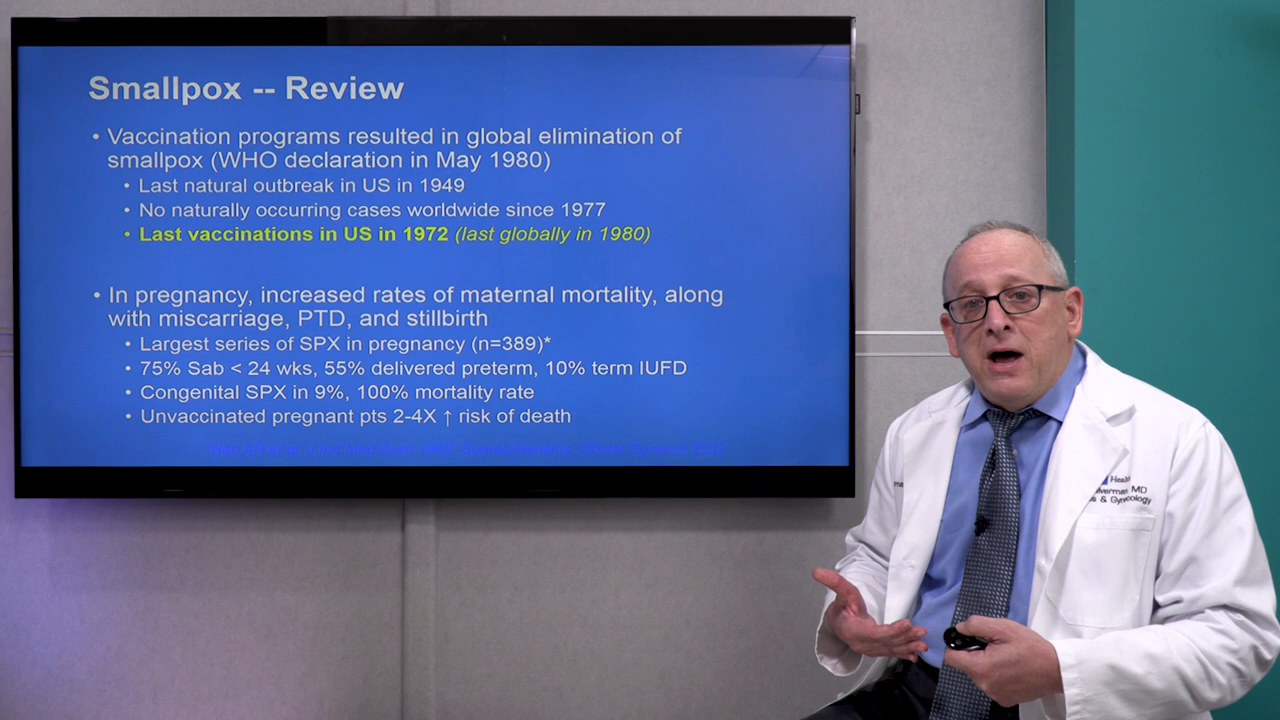 Smallpox -- Review
• Vaccination programs resulted in global elimination of
smallpox (WHO declaration in May 1980)
• Last natural outbreak in US in 1949
• No naturally occurring cases worldwide since 1977
• Last vaccinations in US in 1972 (last globally in 1980)
• In pregnancy, increased rates of maternal mortality, along
with miscarriage, PTD, and stillbirth
• Largest series of SPX in pregnancy (n=389)*
• 75% Sab < 24 wks, 55% delivered preterm, 10% term IUFD
• Congenital SPX in 9%, 100% mortality rate
• Unvaccinated pregnant pts 2-4X ↑ risk of death
Health
MD
& Gynecology